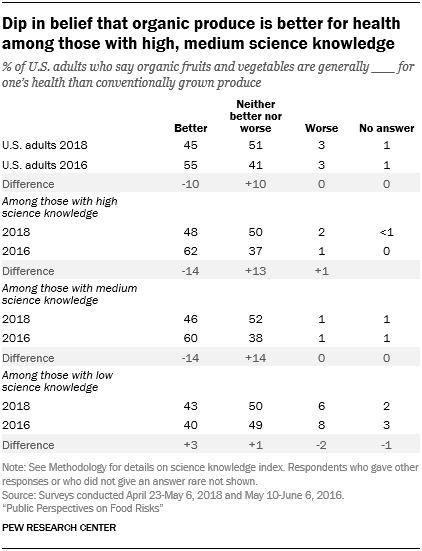 Dip in belief that organic produce is better for health
among those with high, medium science knowledge
% of U.S. adults who say organic fruits and vegetables are generally ___ for
one's health than conventionally grown produce
Better Neither better nor worse Worse No answer
U.S. adults 2018 45 51 3 1
U.S. adults 2016 55 41 3 1
Difference -10 +10 0 0
Among those with high
science knowledge
2018 48 50 2 <1
2016 62 37 1 0
Difference -14 +13 +1
Among those with medium
science knowledge
2018 46 52 1 1
2016 60 38 1 1
Difference -14 +14 0 0
Among those with low
science knowledge
2018 43 50 6 2
2016 40 49 8 3
Difference +3 +1 -2 -1
Note: See Methodology for details on science knowledge index. Respondents who gave other
responses or who did not give an answer rare not shown.
Source: Surveys conducted April 23-May 6, 2018 and May 10-June 6, 2016.
"Public Perspectives on Food Risks"
PEW RESEARCH CENTER